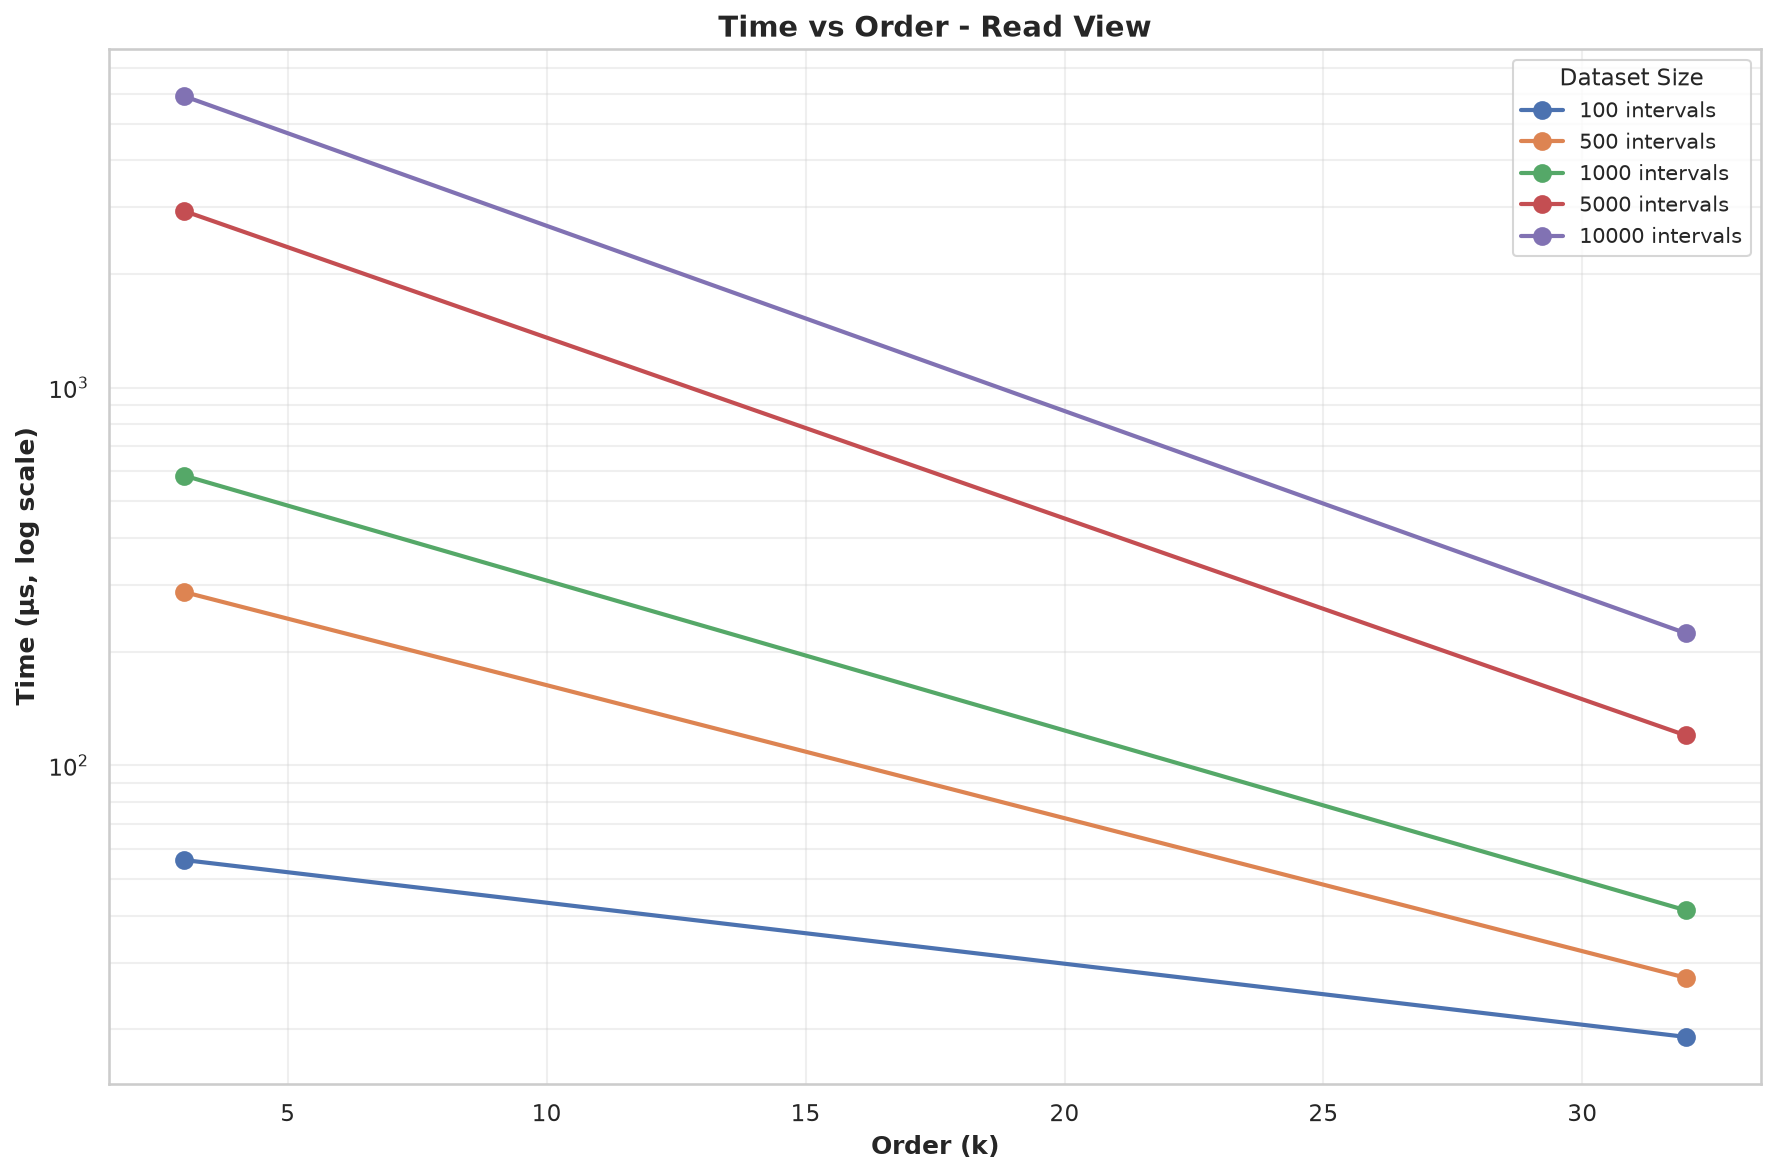 Time vs Order - Read View
Dataset Size
100 intervals
500 intervals
1000 intervals
5000 intervals
10000 intervals
Time (µs, log scale)
10³
10²
5 10 15 20 25 30
Order (k)